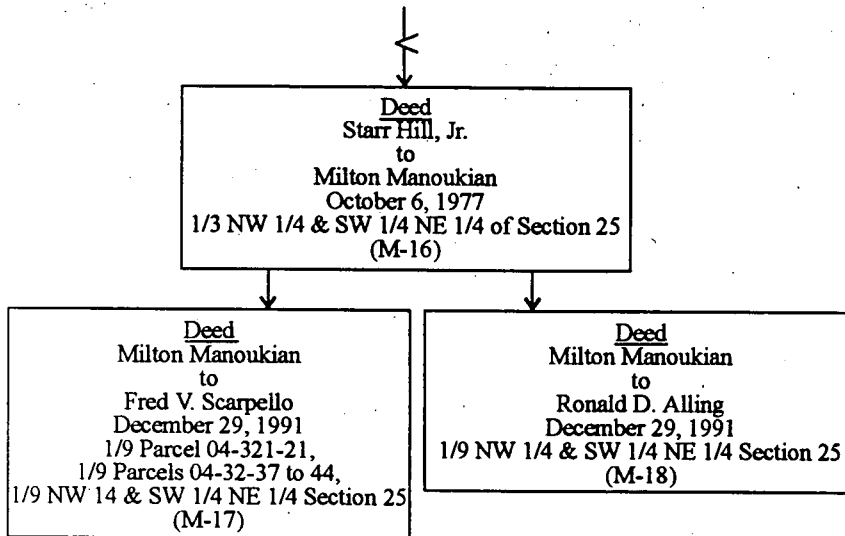 Deed
Starr Hill, Jr.
to
Milton Manoukian
October 6, 1977
1/3 NW 1/4 & SW 1/4 NE 1/4 of Section 25
(M-16)
Deed
Milton Manoukian
to
Fred V. Scarpello
December 29, 1991
1/9 Parcel 04-321-21,
1/9 Parcels 04-32-37 to 44,
1/9 NW 14 & SW 1/4 NE 1/4 Section 25
(M-17)
Deed
Milton Manoukian
to
Ronald D. Alling
December 29, 1991
1/9 NW 1/4 & SW 1/4 NE 1/4 Section 25
(M-18)